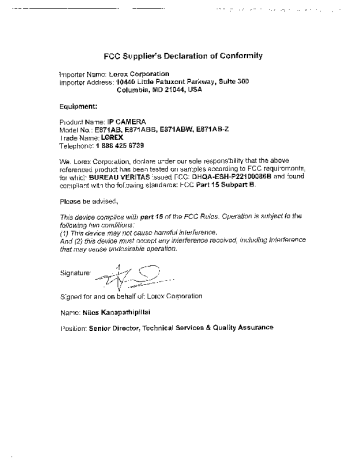 FCC Supplier's Declaration of Conformity
Importer Name: Lorex Corporation
Importer Address: 10440 Little Patuxent Parkway, Suite 300
Columbia, MD 21044, USA
Equipment:
Product Name: IP CAMERA
Model No.: E871AB, E871ABB, E871ABW, E871AB-Z
Trade Name: LOREX
Telephone: 1 888 425 6739
We, Lorex Corporation, declare under our sole responsibility that the above
referenced product has been tested on samples according to FCC requirements,
for which BUREAU VERITAS issued FCC: DHQA-ESH-P22100086B and found
compliant with the following standards: FCC Part 15 Subpart B.
Please be advised,
This device complies with part 15 of the FCC Rules. Operation is subject to the
following two conditions:
(1) This device may not cause harmful interference.
And (2) this device must accept any interference received, including interference
that may cause undesirable operation.
Signature:
Signed for and on behalf of: Lorex Corporation
Name: Niles Kanapathipillai
Position: Senior Director, Technical Services & Quality Assurance